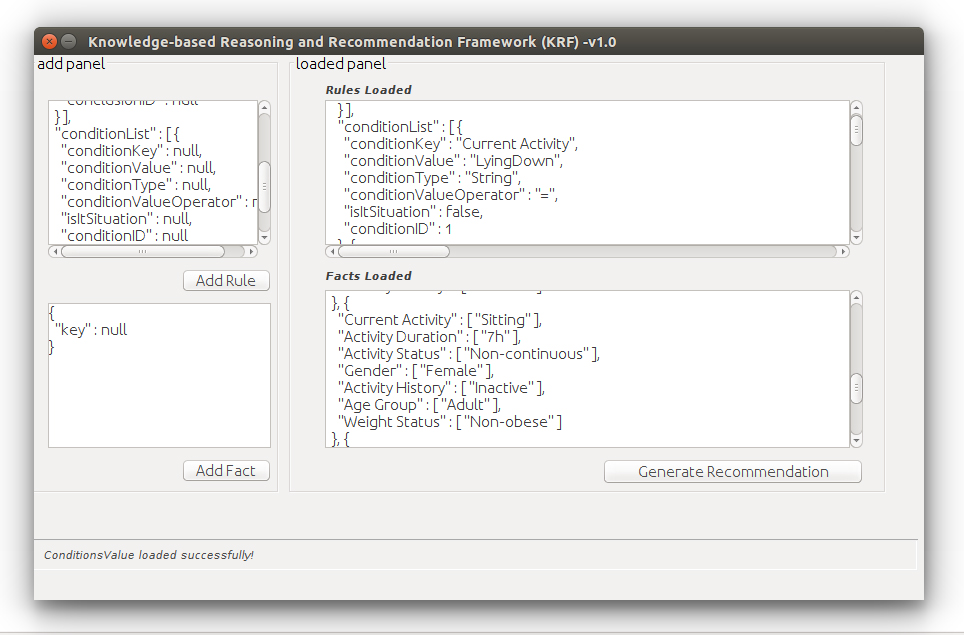 Knowledge-based Reasoning and Recommendation Framework (KRF) -v1.0
add panel
"conclusionID" : null
} ],
"conditionList" : [ {
"conditionKey" : null,
"conditionValue" : null,
"conditionType" : null,
"conditionValueOperator" :
"isItSituation" : null,
"conditionID" : null
Add Rule
{
"key" : null
}
Add Fact
loaded panel
Rules Loaded
} ],
"conditionList" : [ {
"conditionKey" : "Current Activity",
"conditionValue" : "LyingDown",
"conditionType" : "String",
"conditionValueOperator" : "=",
"isItSituation" : false,
"conditionID" : 1
}, {
Facts Loaded
}, {
"Current Activity" : [ "Sitting" ],
"Activity Duration" : [ "7h" ],
"Activity Status" : [ "Non-continuous" ],
"Gender" : [ "Female" ],
"Activity History" : [ "Inactive" ],
"Age Group" : [ "Adult" ],
"Weight Status" : [ "Non-obese" ]
}, {
Generate Recommendation
ConditionsValue loaded successfully!